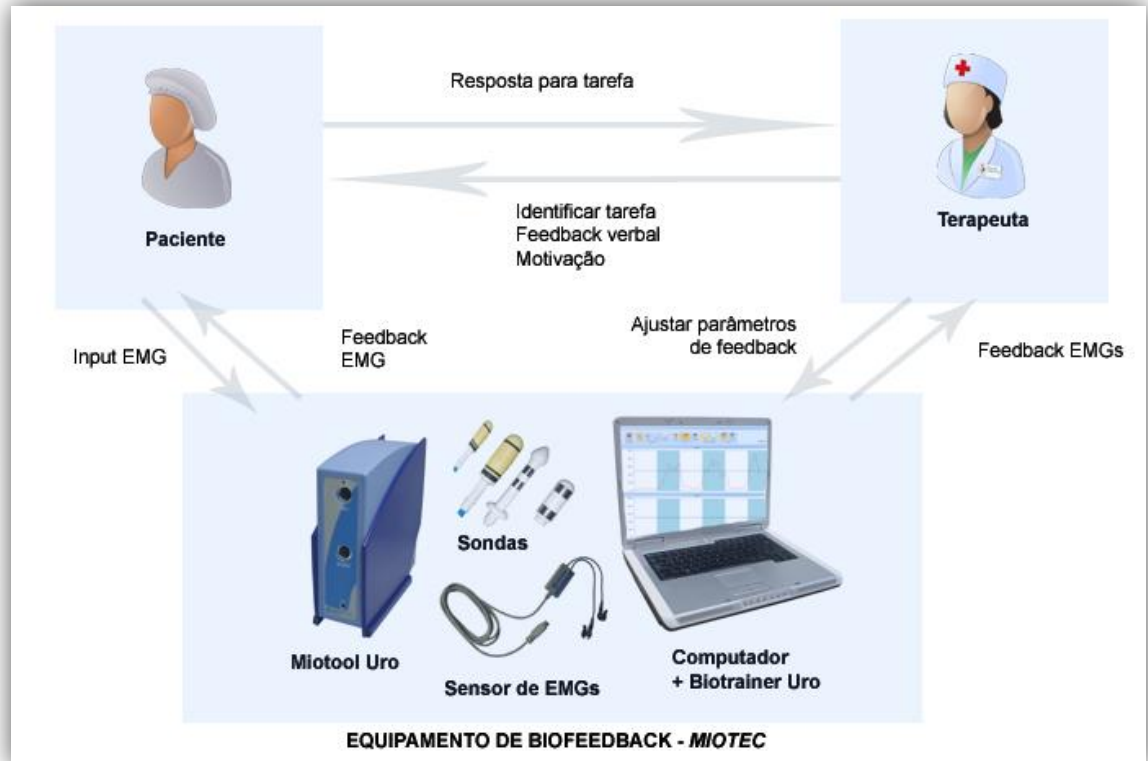 Resposta para tarefa
Paciente
Identificar tarefa
Feedback verbal
Motivação
Terapeuta
Input EMG
Feedback
EMG
Ajustar parâmetros
de feedback
Feedback EMGs
Sondas
Miotool Uro
Sensor de EMGs
Computador
+ Biotrainer Uro
EQUIPAMENTO DE BIOFEEDBACK - MIOTEC